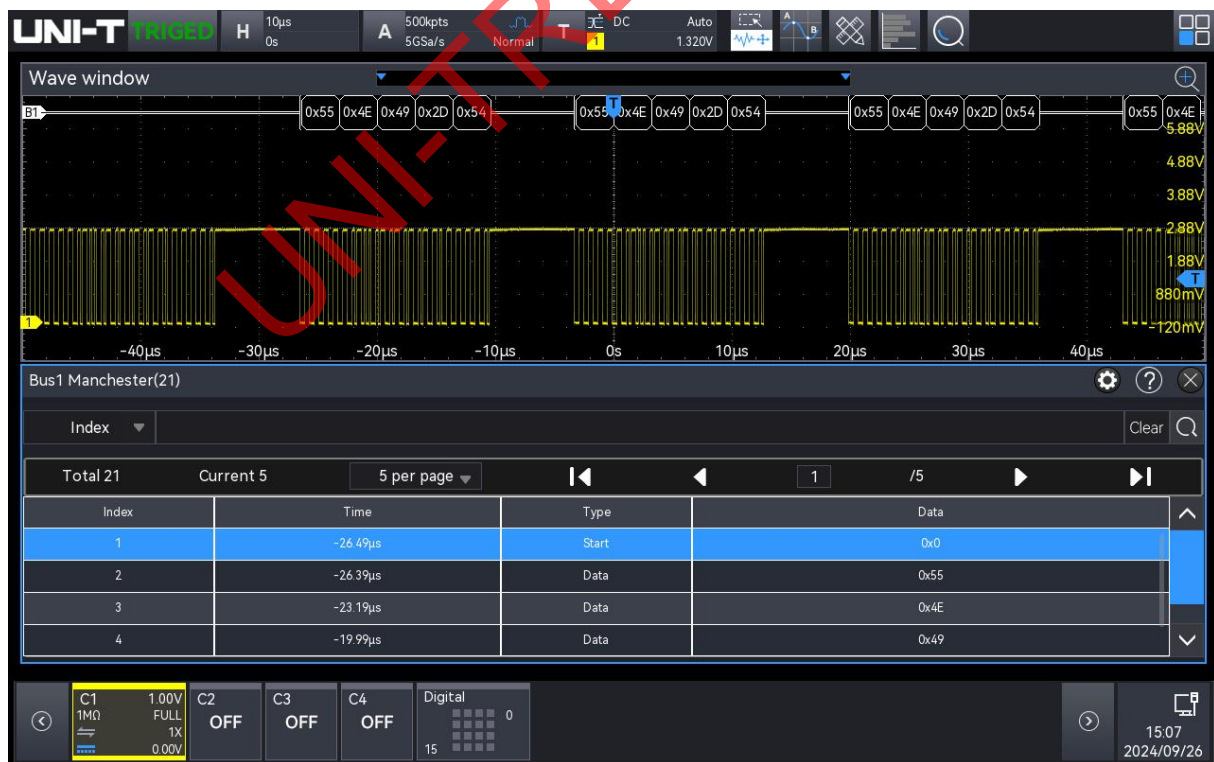 UNI-T TRIGED H 10μs 0s A 500kpts 5GSa/s Normal T DC 1 Auto 1.320V A B
Wave window
B1 0x55 0x4E 0x49 0x2D 0x54 0x55 0x4E 0x49 0x2D 0x54 0x55 0x4E 0x49 0x2D 0x54 0x55 0x4E
T
5.88V
4.88V
3.88V
2.88V
1.88V
T
880mV
1 -120mV
-40μs -30μs -20μs -10μs 0s 10μs 20μs 30μs 40μs
UNI-TRE
Bus1 Manchester(21) ?
Index Clear
Total 21 Current 5 5 per page 1 /5
Index Time Type Data
1 -26.49μs Start 0x0
2 -26.39μs Data 0x55
3 -23.19μs Data 0x4E
4 -19.99μs Data 0x49
C1 1.00V C2 C3 C4 Digital
1MΩ FULL OFF OFF OFF 0
1X
0.00V 15
15:07
2024/09/26